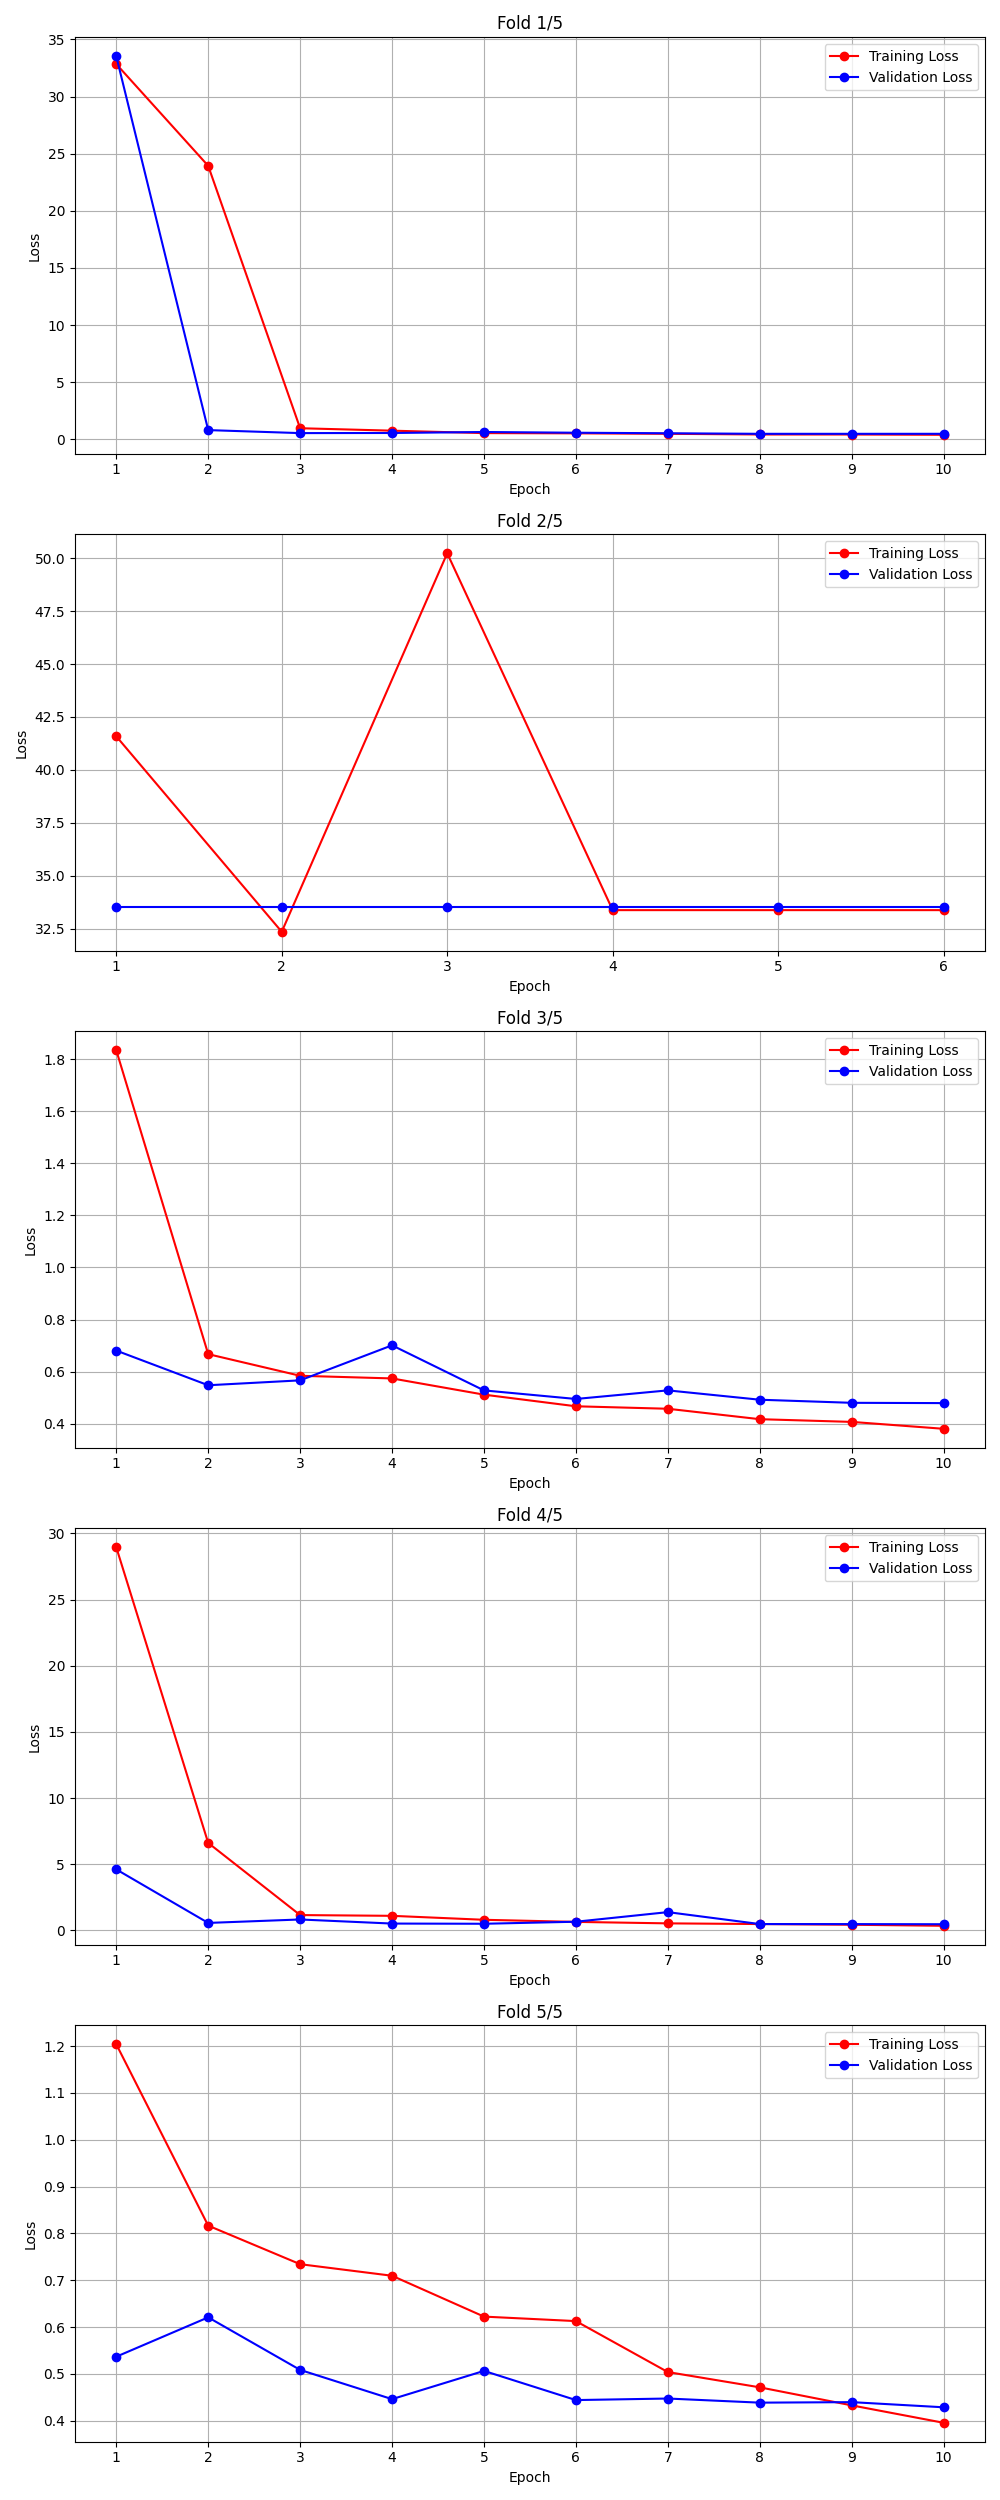 Fold 1/5
35
30
25
20
15
10
5
0
Loss
Training Loss
Validation Loss
1 2 3 4 5 6 7 8 9 10
Epoch
Fold 2/5
50.0
47.5
45.0
42.5
40.0
37.5
35.0
32.5
Loss
Training Loss
Validation Loss
1 2 3 4 5 6
Epoch
Fold 3/5
1.8
1.6
1.4
1.2
1.0
0.8
0.6
0.4
Loss
Training Loss
Validation Loss
1 2 3 4 5 6 7 8 9 10
Epoch
Fold 4/5
30
25
20
15
10
5
0
Loss
Training Loss
Validation Loss
1 2 3 4 5 6 7 8 9 10
Epoch
Fold 5/5
1.2
1.1
1.0
0.9
0.8
0.7
0.6
0.5
0.4
Loss
Training Loss
Validation Loss
1 2 3 4 5 6 7 8 9 10
Epoch